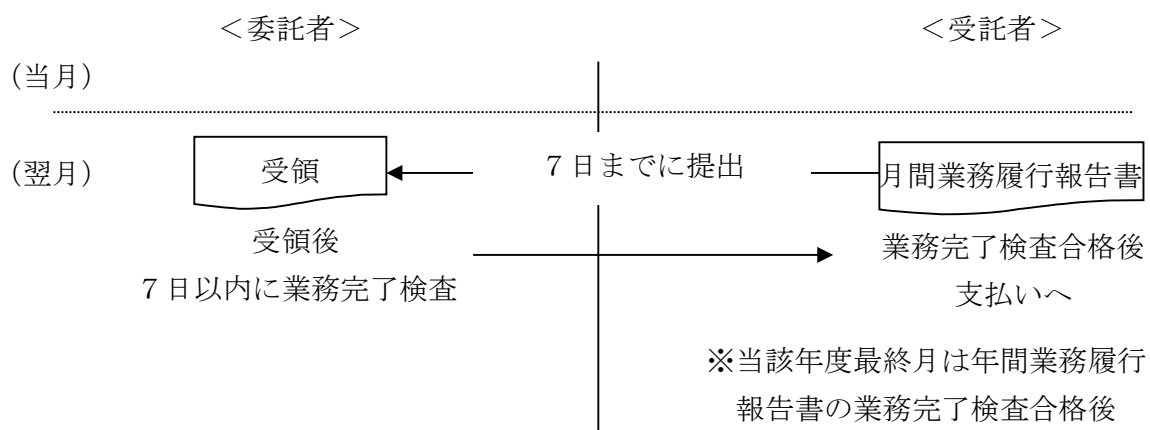 ＜委託者＞
＜受託者＞
（当月）
（翌月）
受領
７日までに提出
月間業務履行報告書
受領後
７日以内に業務完了検査
業務完了検査合格後
支払いへ
※当該年度最終月は年間業務履行
報告書の業務完了検査合格後